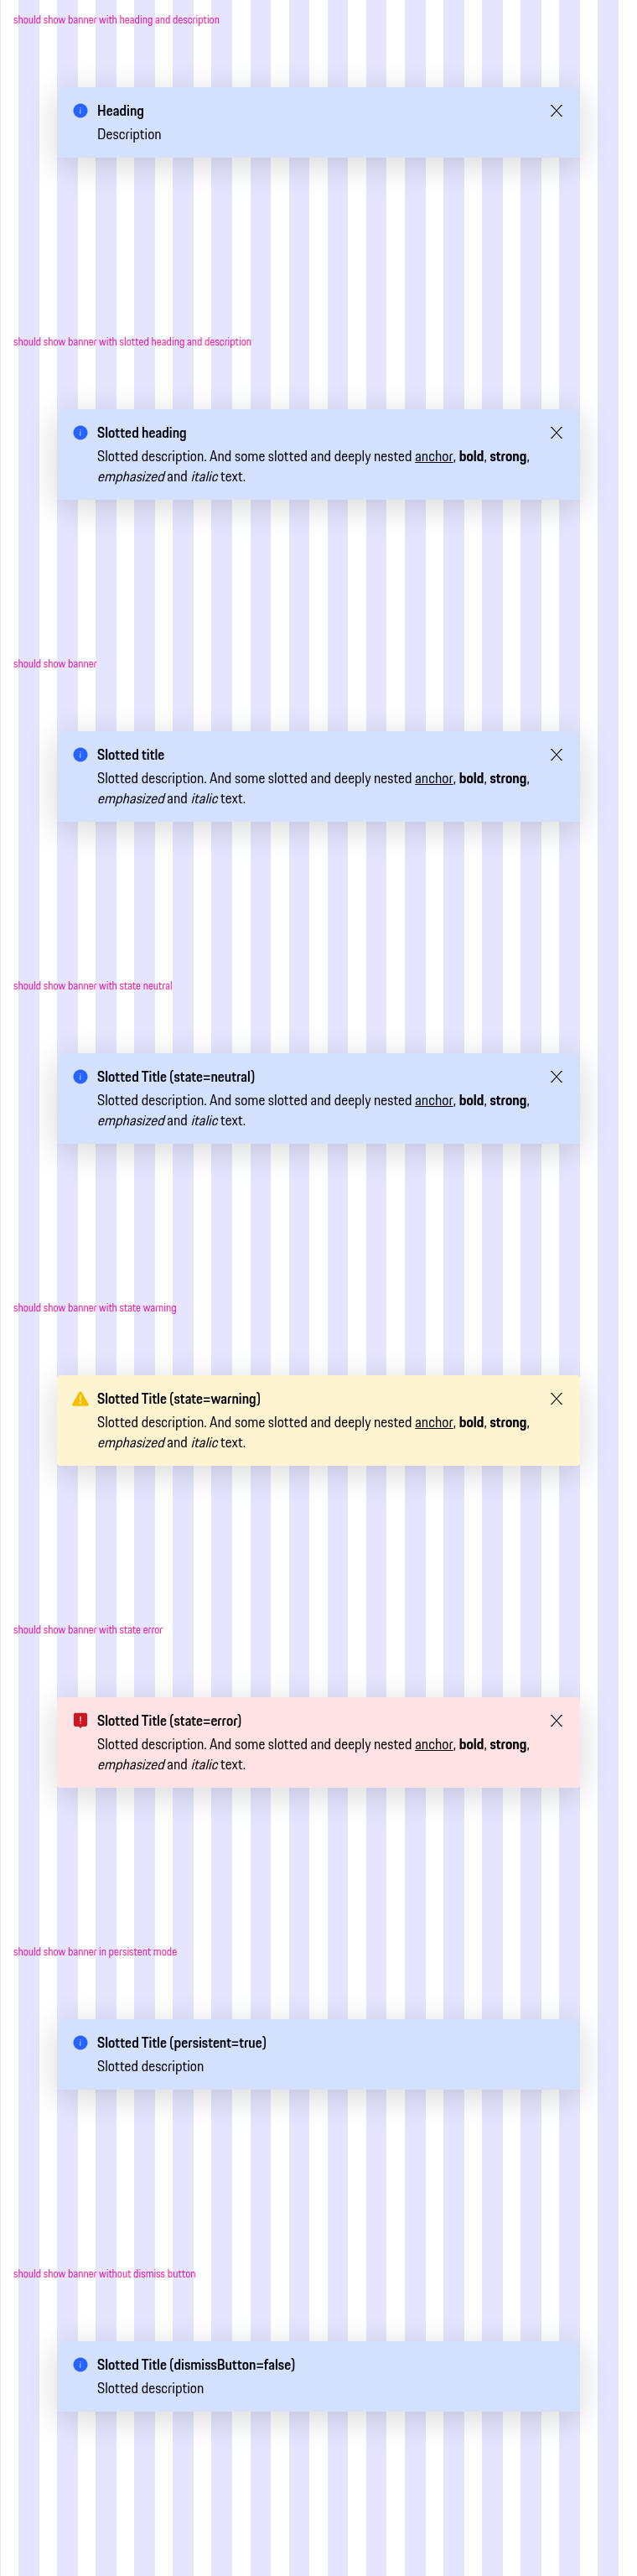 should show banner with heading and description
Heading
Description
should show banner with slotted heading and description
Slotted heading
Slotted description. And some slotted and deeply nested anchor, bold, strong,
emphasized and italic text.
should show banner
Slotted title
Slotted description. And some slotted and deeply nested anchor, bold, strong,
emphasized and italic text.
should show banner with state neutral
Slotted Title (state=neutral)
Slotted description. And some slotted and deeply nested anchor, bold, strong,
emphasized and italic text.
should show banner with state warning
Slotted Title (state=warning)
Slotted description. And some slotted and deeply nested anchor, bold, strong,
emphasized and italic text.
should show banner with state error
Slotted Title (state=error)
Slotted description. And some slotted and deeply nested anchor, bold, strong,
emphasized and italic text.
should show banner in persistent mode
Slotted Title (persistent=true)
Slotted description
should show banner without dismiss button
Slotted Title (dismissButton=false)
Slotted description